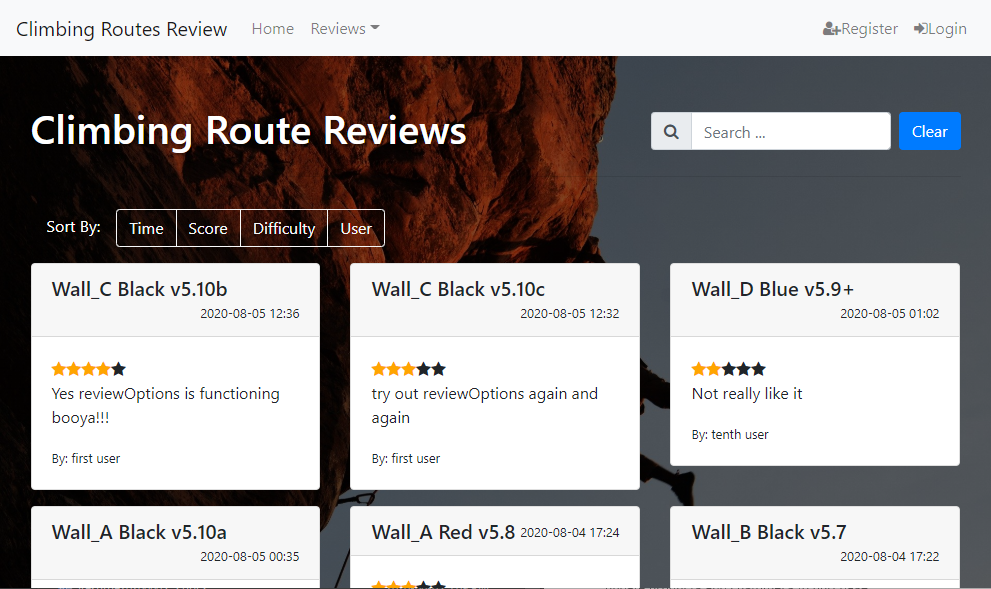 Climbing Routes Review Home Reviews Register Login
Climbing Route Reviews Search ... Clear
Sort By: Time Score Difficulty User
Wall_C Black v5.10b
2020-08-05 12:36
Yes reviewOptions is functioning
booya!!!
By: first user
Wall_C Black v5.10c
2020-08-05 12:32
try out reviewOptions again and
again
By: first user
Wall_D Blue v5.9+
2020-08-05 01:02
Not really like it
By: tenth user
Wall_A Black v5.10a
2020-08-05 00:35
Wall_A Red v5.8 2020-08-04 17:24
Wall_B Black v5.7
2020-08-04 17:22